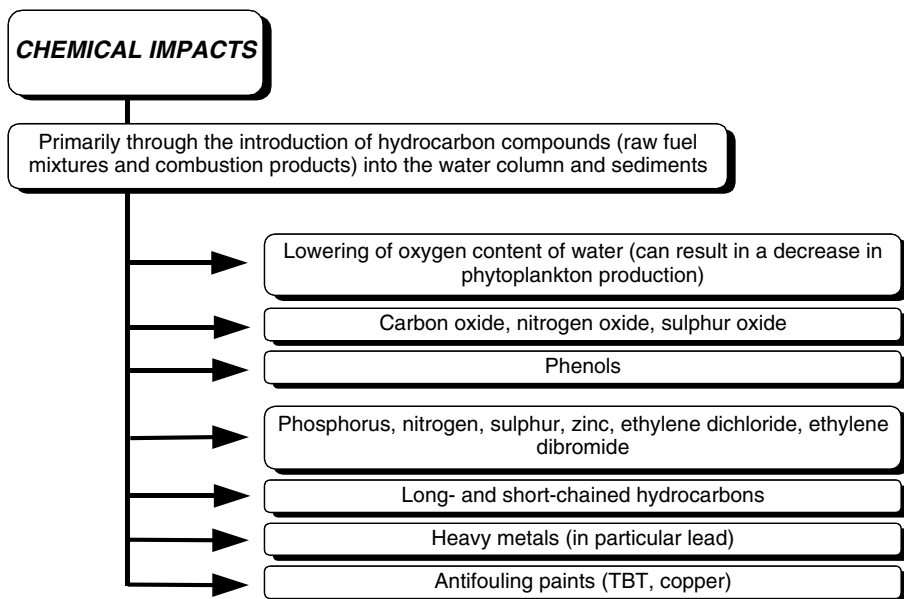 CHEMICAL IMPACTS
Primarily through the introduction of hydrocarbon compounds (raw fuel
mixtures and combustion products) into the water column and sediments
Lowering of oxygen content of water (can result in a decrease in
phytoplankton production)
Carbon oxide, nitrogen oxide, sulphur oxide
Phenols
Phosphorus, nitrogen, sulphur, zinc, ethylene dichloride, ethylene
dibromide
Long- and short-chained hydrocarbons
Heavy metals (in particular lead)
Antifouling paints (TBT, copper)